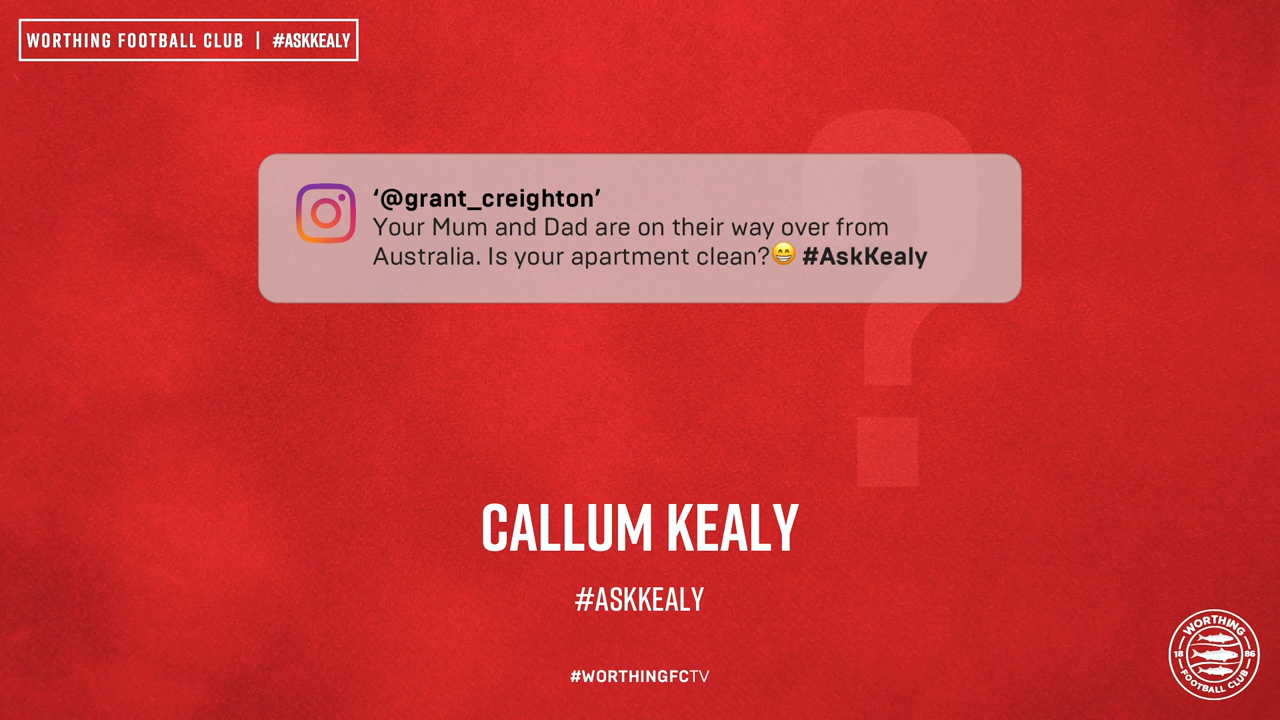 WORTHING FOOTBALL CLUB | #ASKKEALY
‘@grant_creighton’
Your Mum and Dad are on their way over from
Australia. Is your apartment clean?😁 #AskKealy
?
CALLUM KEALY
#ASKKEALY
#WORTHINGFCTV
WORTHING
18 86
FOOTBALL CLUB